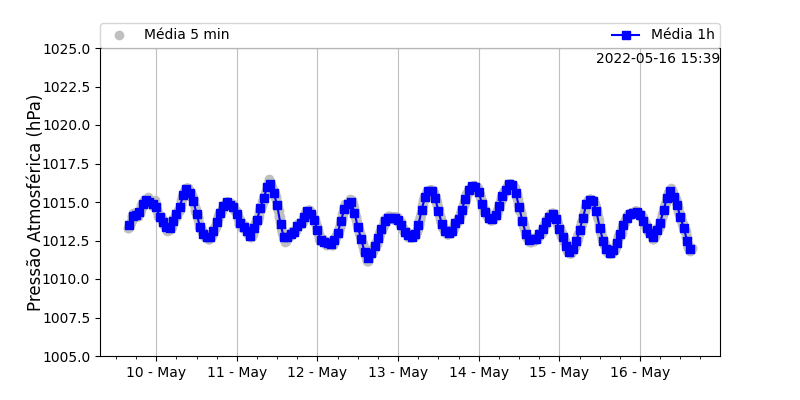 Média 5 min
Média 1h
2022-05-16 15:39
Pressão Atmosférica (hPa)
1025.0
1022.5
1020.0
1017.5
1015.0
1012.5
1010.0
1007.5
1005.0
10 - May
11 - May
12 - May
13 - May
14 - May
15 - May
16 - May